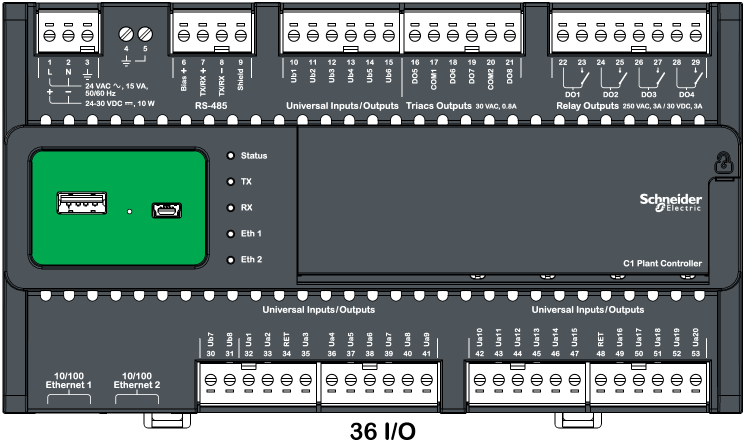 1 2 3 4 5 6 7 8 9 10 11 12 13 14 15 16 17 18 19 20 21 22 23 24 25 26 27 28 29
L N
24 VAC ~, 15 VA,
50/60 Hz
+ −
24-30 VDC ⎓, 10 W
Bias + TX/RX + TX/RX − Shield
RS-485
Ub1 Ub2 Ub3 Ub4 Ub5 Ub6
Universal Inputs/Outputs
DO5 COM1 DO6 DO7 COM2 DO8
Triacs Outputs 30 VAC, 0.8A
DO1 DO2 DO3 DO4
Relay Outputs 250 VAC, 3A / 30 VDC, 3A
Status
TX
RX
Eth 1
Eth 2
Schneider
Electric
C1 Plant Controller
Universal Inputs/Outputs Universal Inputs/Outputs
Ub7 Ub8 Ua1 Ua2 RET Ua3 Ua4 Ua5 Ua6 Ua7 Ua8 Ua9 Ua10 Ua11 Ua12 Ua13 Ua14 Ua15 RET Ua16 Ua17 Ua18 Ua19 Ua20
30 31 32 33 34 35 36 37 38 39 40 41 42 43 44 45 46 47 48 49 50 51 52 53
10/100
Ethernet 1
10/100
Ethernet 2
36 I/O